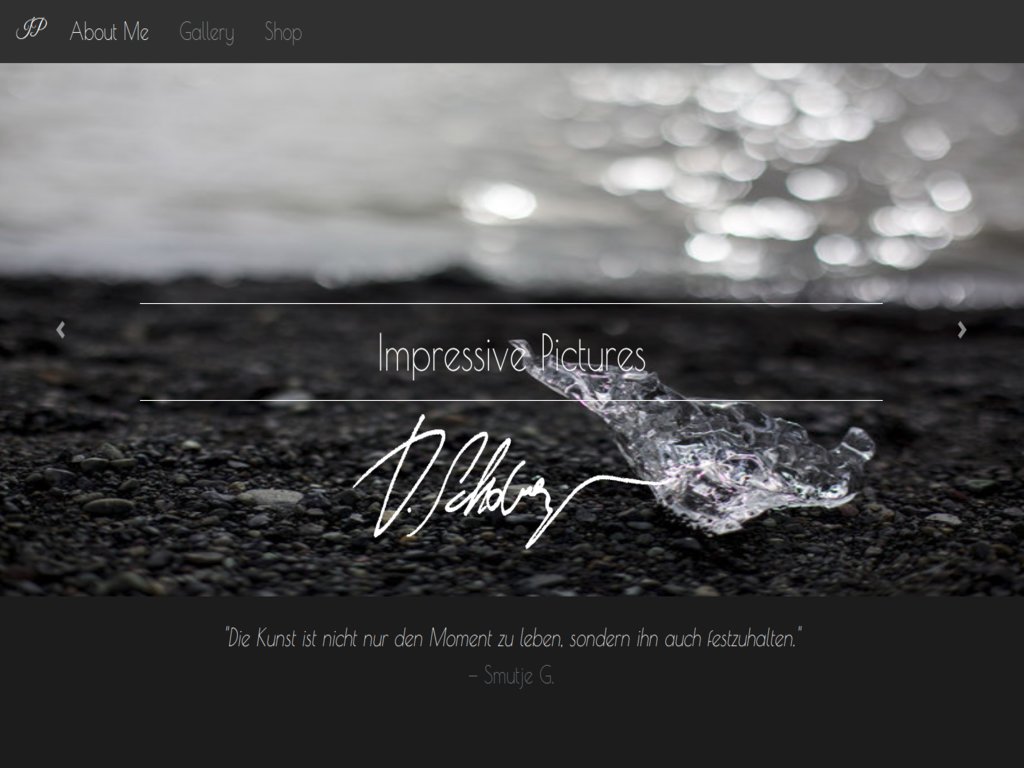 JP About Me Gallery Shop
Impressive Pictures
"Die Kunst ist nicht nur den Moment zu leben, sondern ihn auch festzuhalten."
– Smutje G.